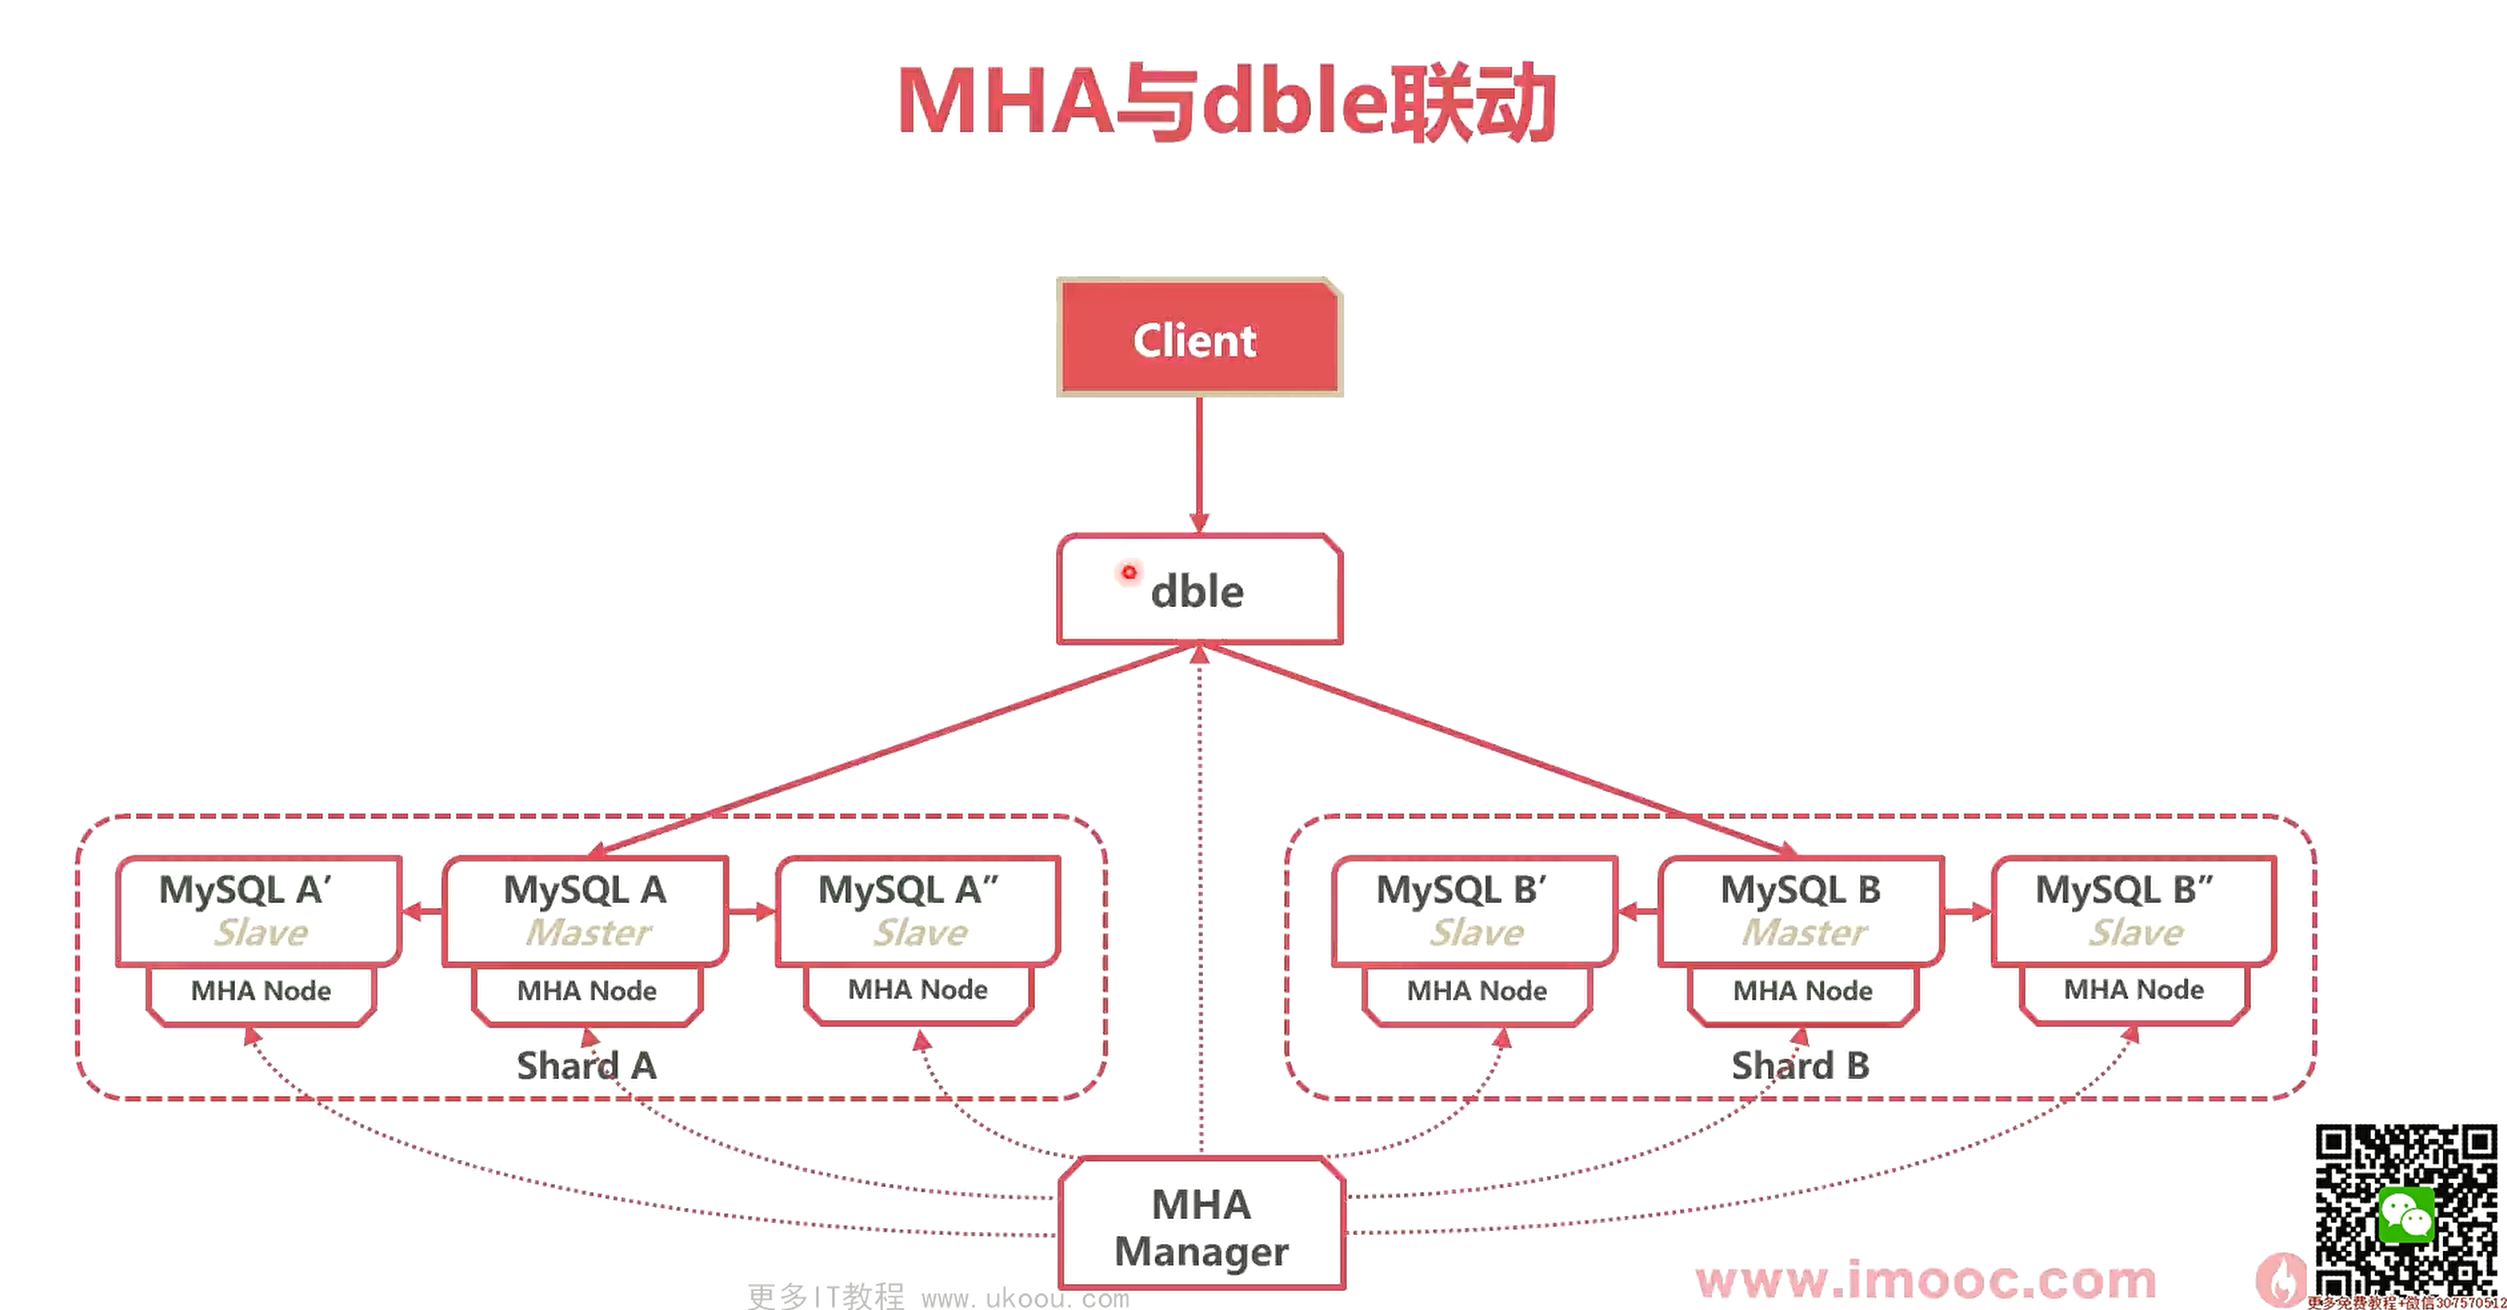 MHA与dble联动
Client
dble
MySQL A’
Slave
MHA Node
MySQL A
Master
MHA Node
MySQL A”
Slave
MHA Node
Shard A
MySQL B’
Slave
MHA Node
MySQL B
Master
MHA Node
MySQL B”
Slave
MHA Node
Shard B
MHA
Manager
www.imooc.com
更多IT教程 www.ukoou.com
更多免费教程+微信307570512